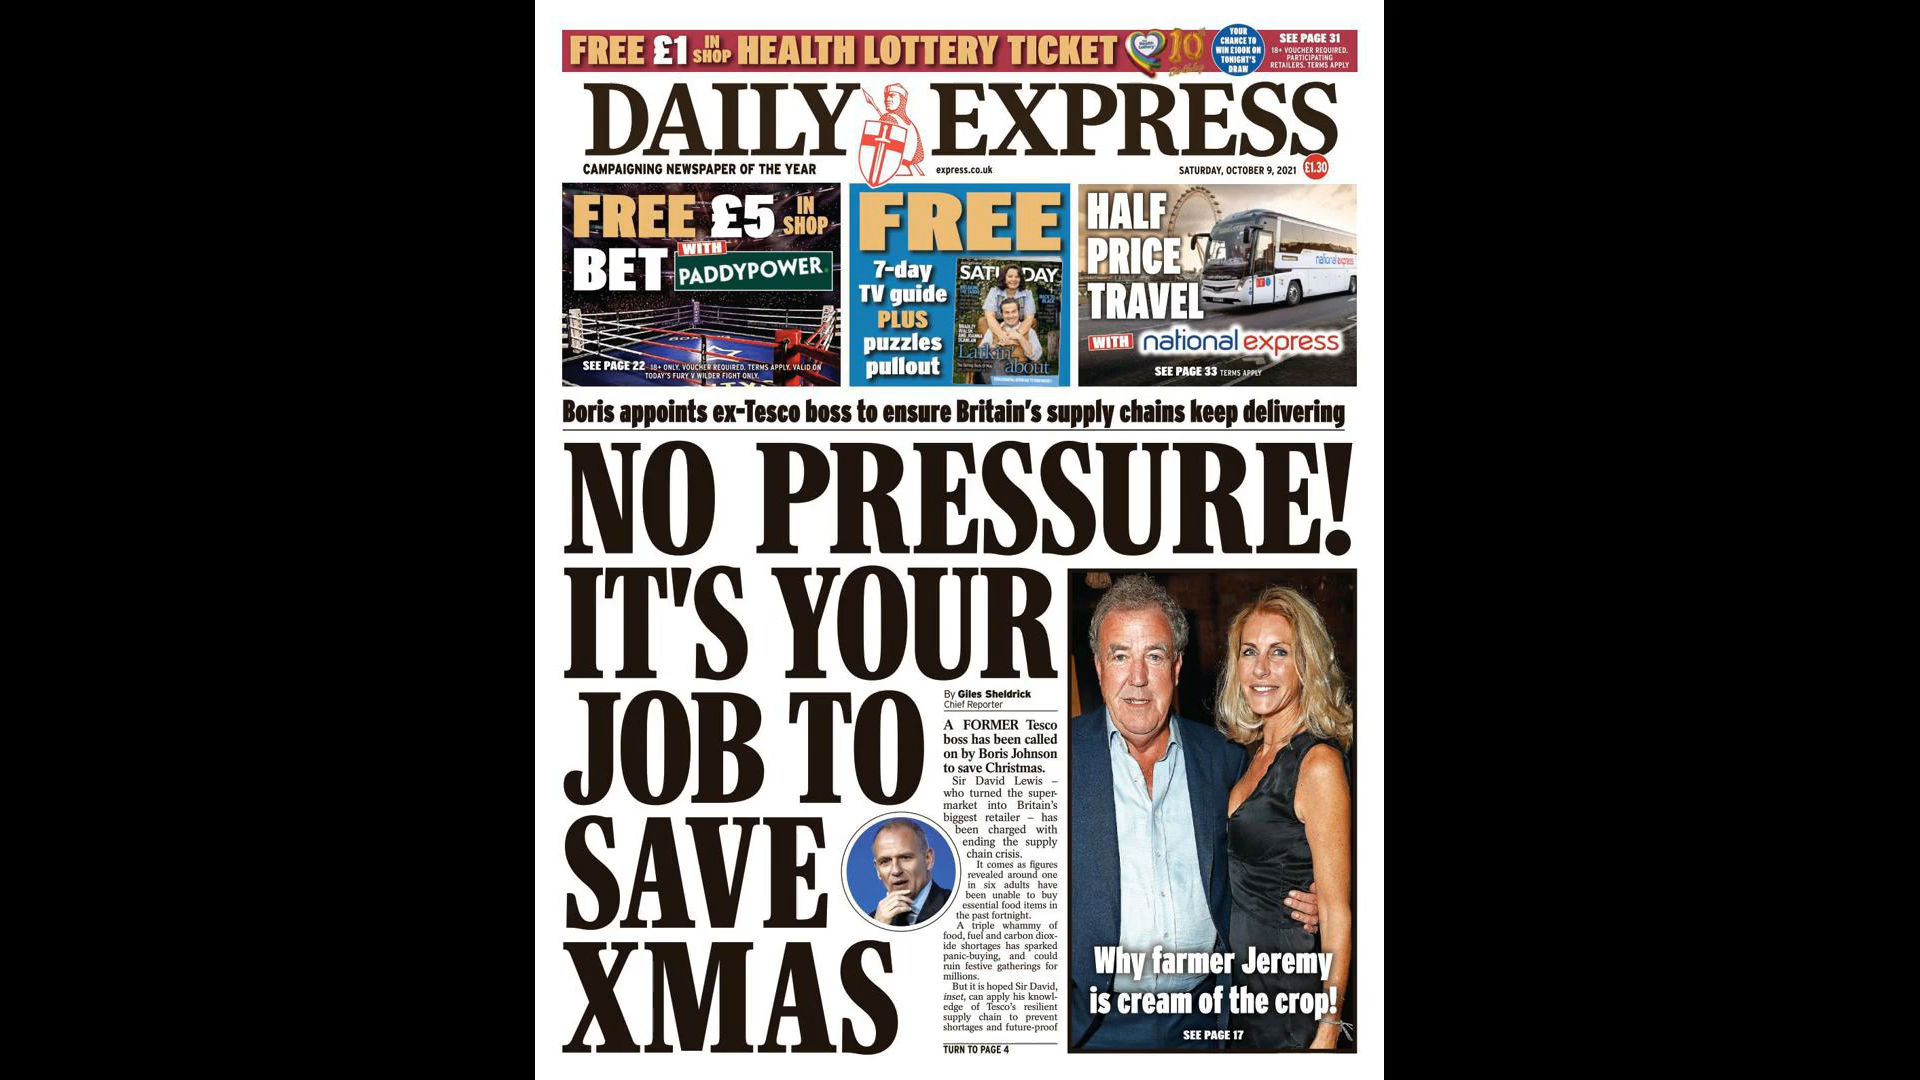 FREE £1 IN SHOP HEALTH LOTTERY TICKET
YOUR
CHANCE TO
WIN £100K ON
TONIGHT'S
DRAW
SEE PAGE 31
18+ VOUCHER REQUIRED.
PARTICIPATING
RETAILERS. TERMS APPLY
DAILY EXPRESS
CAMPAIGNING NEWSPAPER OF THE YEAR
express.co.uk
SATURDAY, OCTOBER 9, 2021
£1.30
FREE £5 IN SHOP
BET WITH PADDYPOWER.
SEE PAGE 22 18+ ONLY. VOUCHER REQUIRED. TERMS APPLY. VALID ON
TODAY'S FURY V WILDER FIGHT ONLY.
FREE
7-day
TV guide
PLUS
puzzles
pullout
SATURDAY
Larkin
about
HALF
PRICE
TRAVEL
WITH national express
SEE PAGE 33 TERMS APPLY
national express
Boris appoints ex-Tesco boss to ensure Britain's supply chains keep delivering
NO PRESSURE!
IT'S YOUR
JOB TO
SAVE
XMAS
By Giles Sheldrick
Chief Reporter
A FORMER Tesco
boss has been called
on by Boris Johnson
to save Christmas.
Sir David Lewis –
who turned the super-
market into Britain's
biggest retailer – has
been charged with
ending the supply
chain crisis.
It comes as figures
revealed around one
in six adults have
been unable to buy
essential food items in
the past fortnight.
A triple whammy of
food, fuel and carbon diox-
ide shortages has sparked
panic-buying, and could
ruin festive gatherings for
millions.
But it is hoped Sir David,
inset, can apply his knowl-
edge of Tesco's resilient
supply chain to prevent
shortages and future-proof
TURN TO PAGE 4
Why farmer Jeremy
is cream of the crop!
SEE PAGE 17